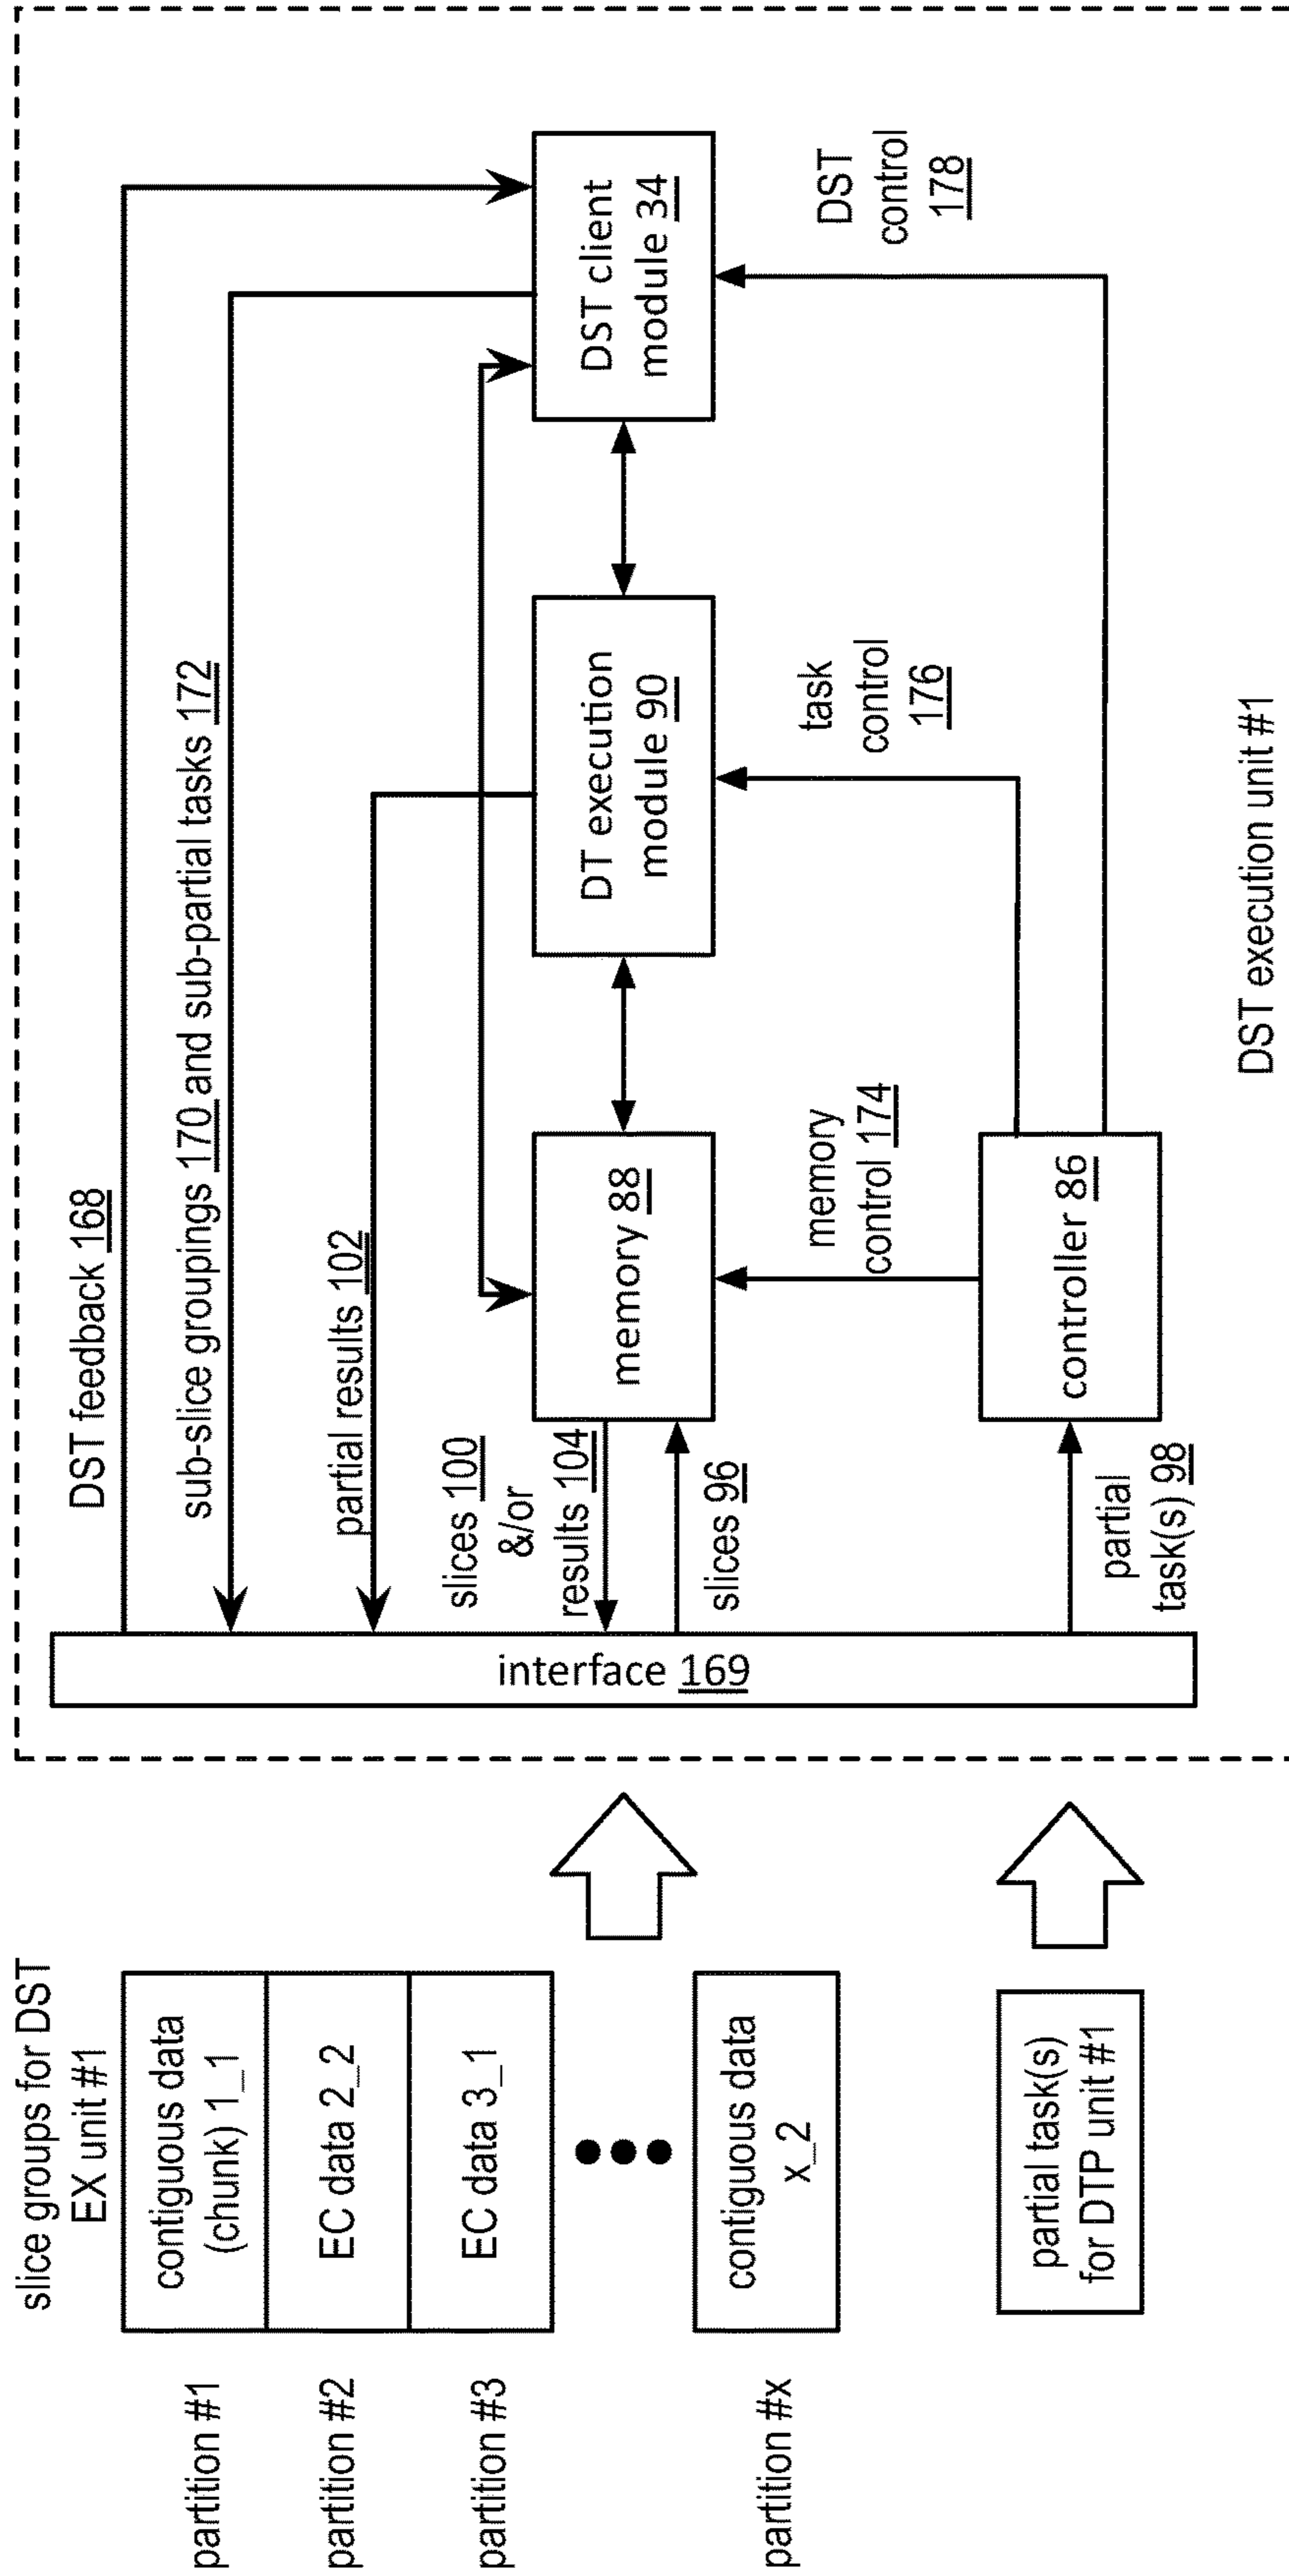 slice groups for DST
EX unit #1
partition #1
contiguous data
(chunk) 1_1
partition #2
EC data 2_2
partition #3
EC data 3_1
partition #x
contiguous data
x_2
partial task(s)
for DTP unit #1
interface 169
DST feedback 168
sub-slice groupings 170 and sub-partial tasks 172
partial results 102
slices 100
&/or
results 104
slices 96
partial
task(s) 98
memory 88
DT execution
module 90
DST client
module 34
memory
control 174
task
control
176
DST
control
178
controller 86
DST execution unit #1